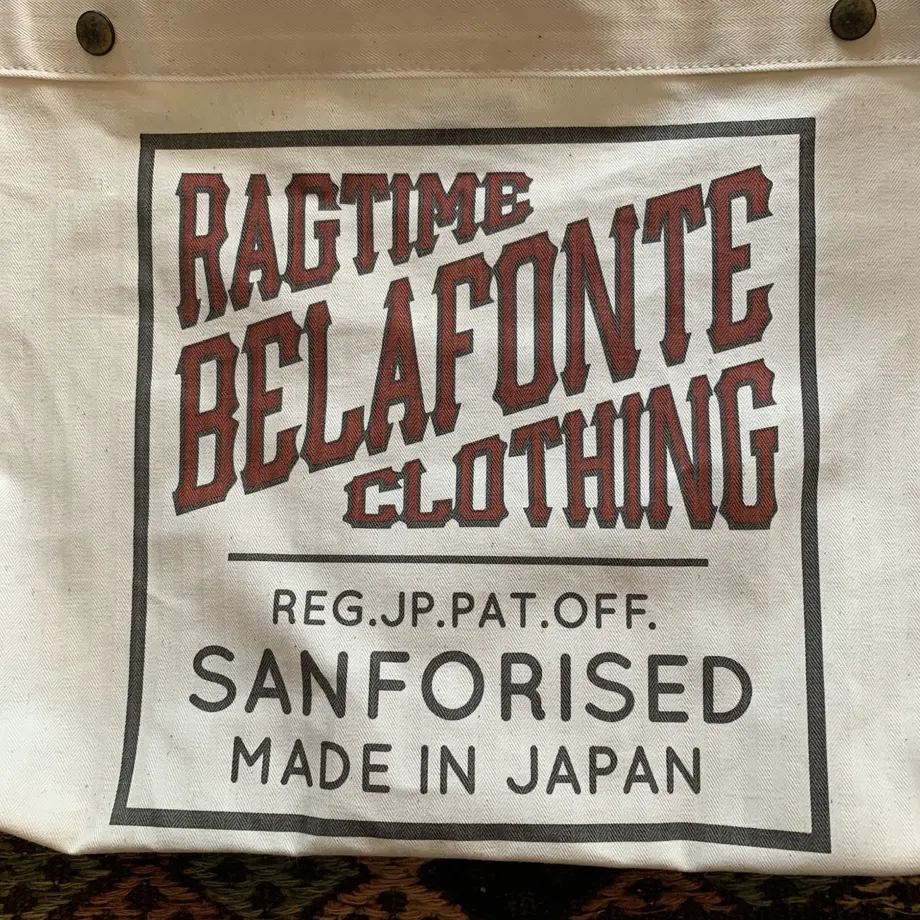 RAGTIME
BELAFONTE
CLOTHING
REG.JP.PAT.OFF.
SANFORISED
MADE IN JAPAN